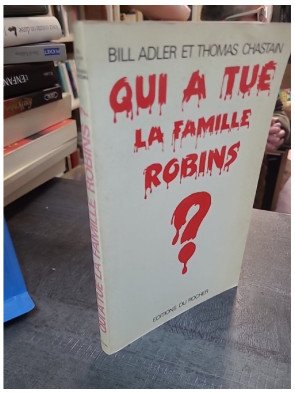 BILL ADLER ET THOMAS CHASTAIN
QUI A TUÉ
LA FAMILLE
ROBINS
?
EDITIONS DU ROCHER
QUI A TUÉ LA FAMILLE ROBINS